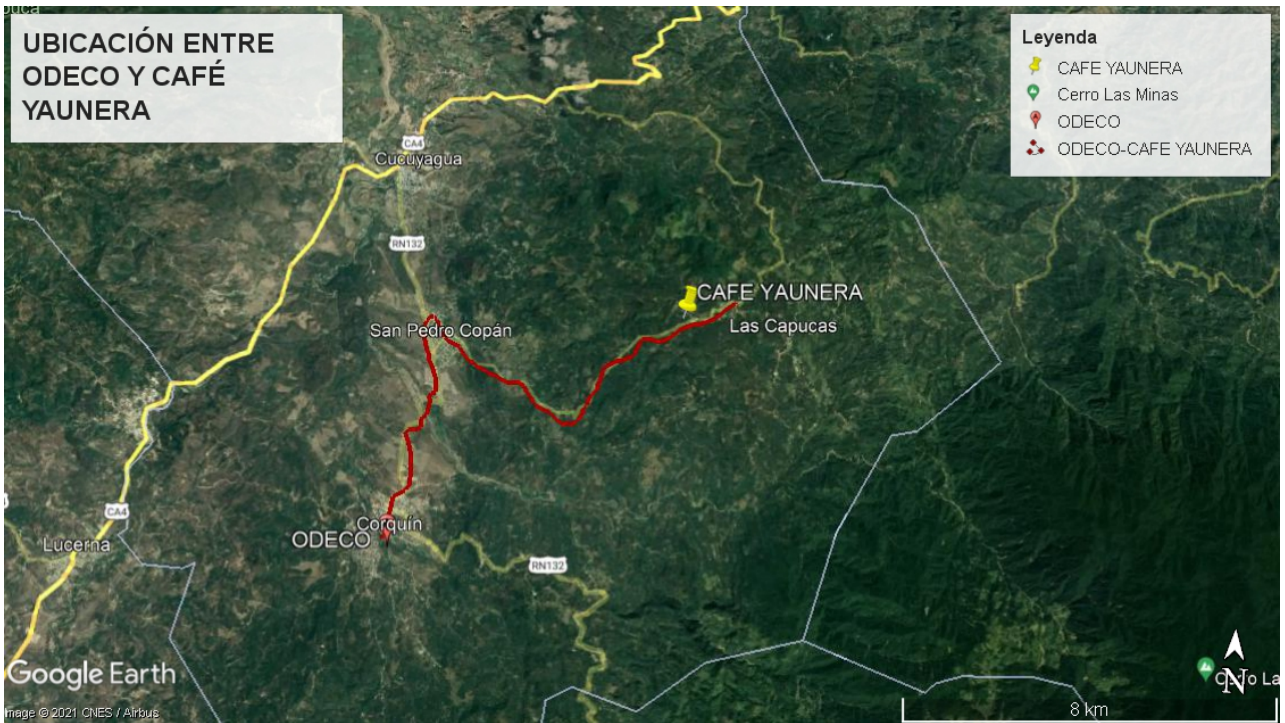 UBICACIÓN ENTRE
ODECO Y CAFÉ
YAUNERA
Leyenda
CAFE YAUNERA
Cerro Las Minas
ODECO
ODECO-CAFE YAUNERA
CA4
Cucuyagua
RN132
CAFE YAUNERA
San Pedro Copán
Las Capucas
CA4
Corquín
ODECO
Lucerna
RN132
Google Earth
N
8 km
Image © 2021 CNES / Airbus